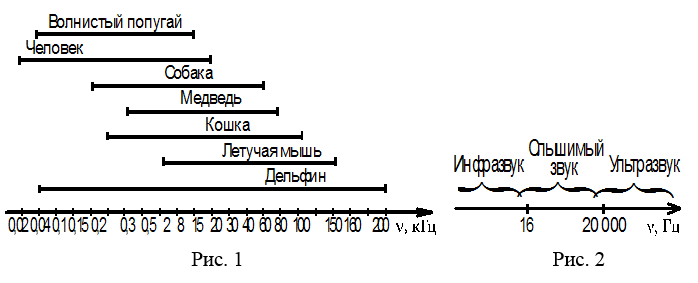 Волнистый попугай
Человек
Собака
Медведь
Кошка
Летучая мышь
Дельфин
0,02 0,04 0,10 0,15 0,2 0,3 0,5 2 8 15 20 30 40 60 80 100 150 160 200 ν, кГц
Рис. 1
Инфразвук Слышимый звук Ультразвук
16 20 000 ν, Гц
Рис. 2